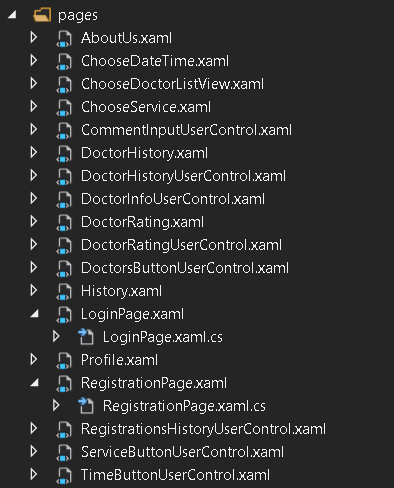 pages
AboutUs.xaml
ChooseDateTime.xaml
ChooseDoctorListView.xaml
ChooseService.xaml
CommentInputUserControl.xaml
DoctorHistory.xaml
DoctorHistoryUserControl.xaml
DoctorInfoUserControl.xaml
DoctorRating.xaml
DoctorRatingUserControl.xaml
DoctorsButtonUserControl.xaml
History.xaml
LoginPage.xaml
LoginPage.xaml.cs
Profile.xaml
RegistrationPage.xaml
RegistrationPage.xaml.cs
RegistrationsHistoryUserControl.xaml
ServiceButtonUserControl.xaml
TimeButtonUserControl.xaml